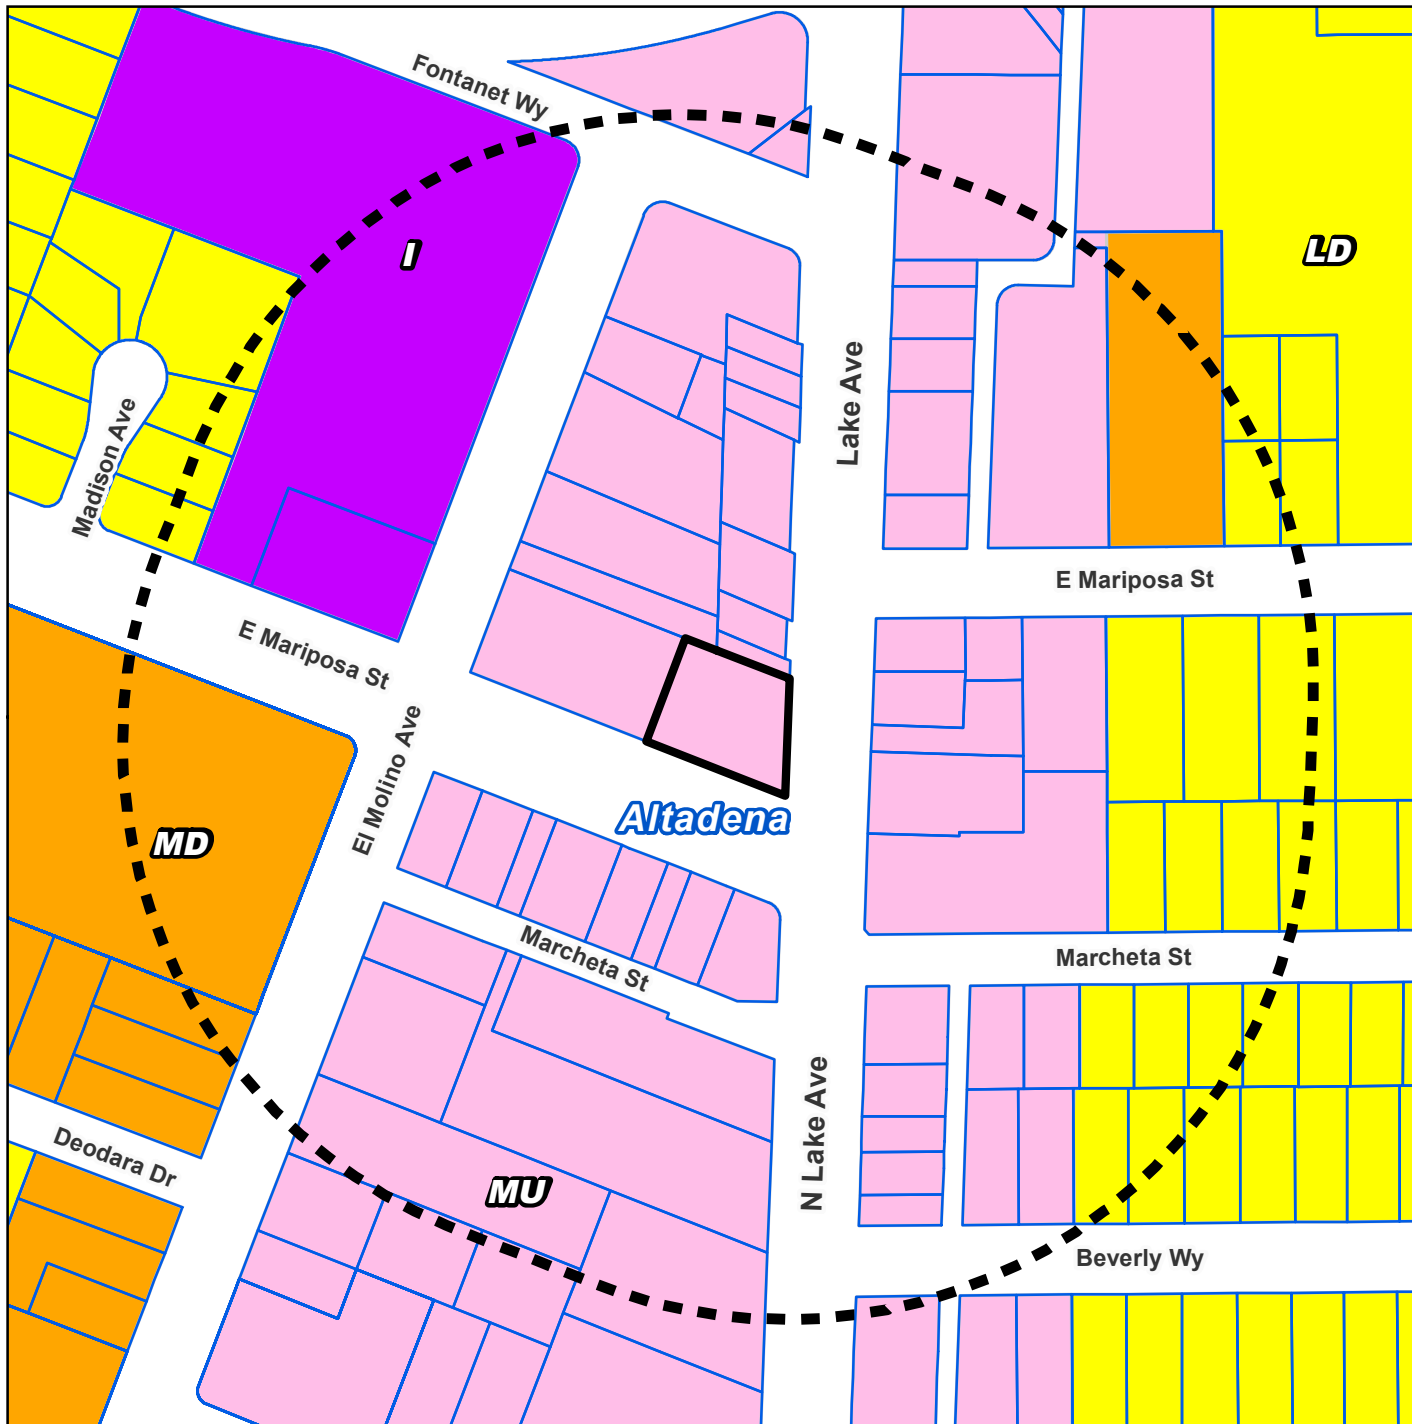 Fontanet Wy
I
LD
Lake Ave
Madison Ave
E Mariposa St
E Mariposa St
El Molino Ave
Altadena
MD
Marcheta St
Marcheta St
N Lake Ave
Deodara Dr
MU
Beverly Wy